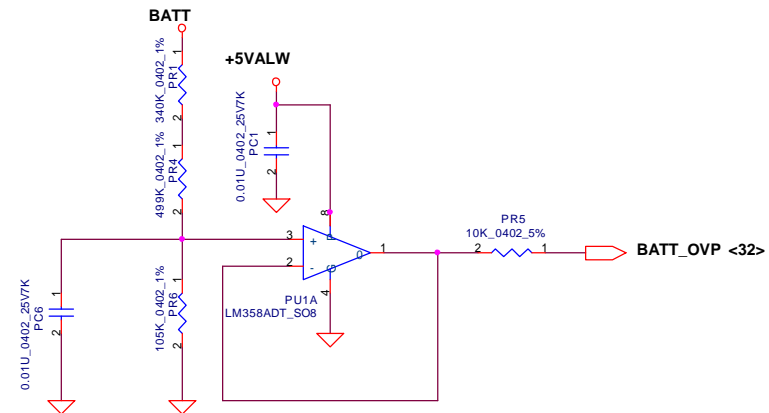 BATT
+5VALW
1
340K_0402_1%
PR1
2
1
499K_0402_1%
PR4
2
0.01U_0402_25V7K
PC1
1
2
8
3
+
P
O
1
2
-
G
4
PU1A
LM358ADT_SO8
PR5
10K_0402_5%
2
1
BATT_OVP <32>
1
0.01U_0402_25V7K
PC6
2
1
105K_0402_1%
PR6
2